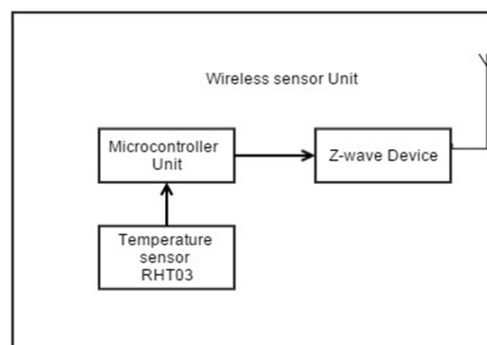 Wireless sensor Unit
Microcontroller
Unit
Z-wave Device
Temperature
sensor
RHT03